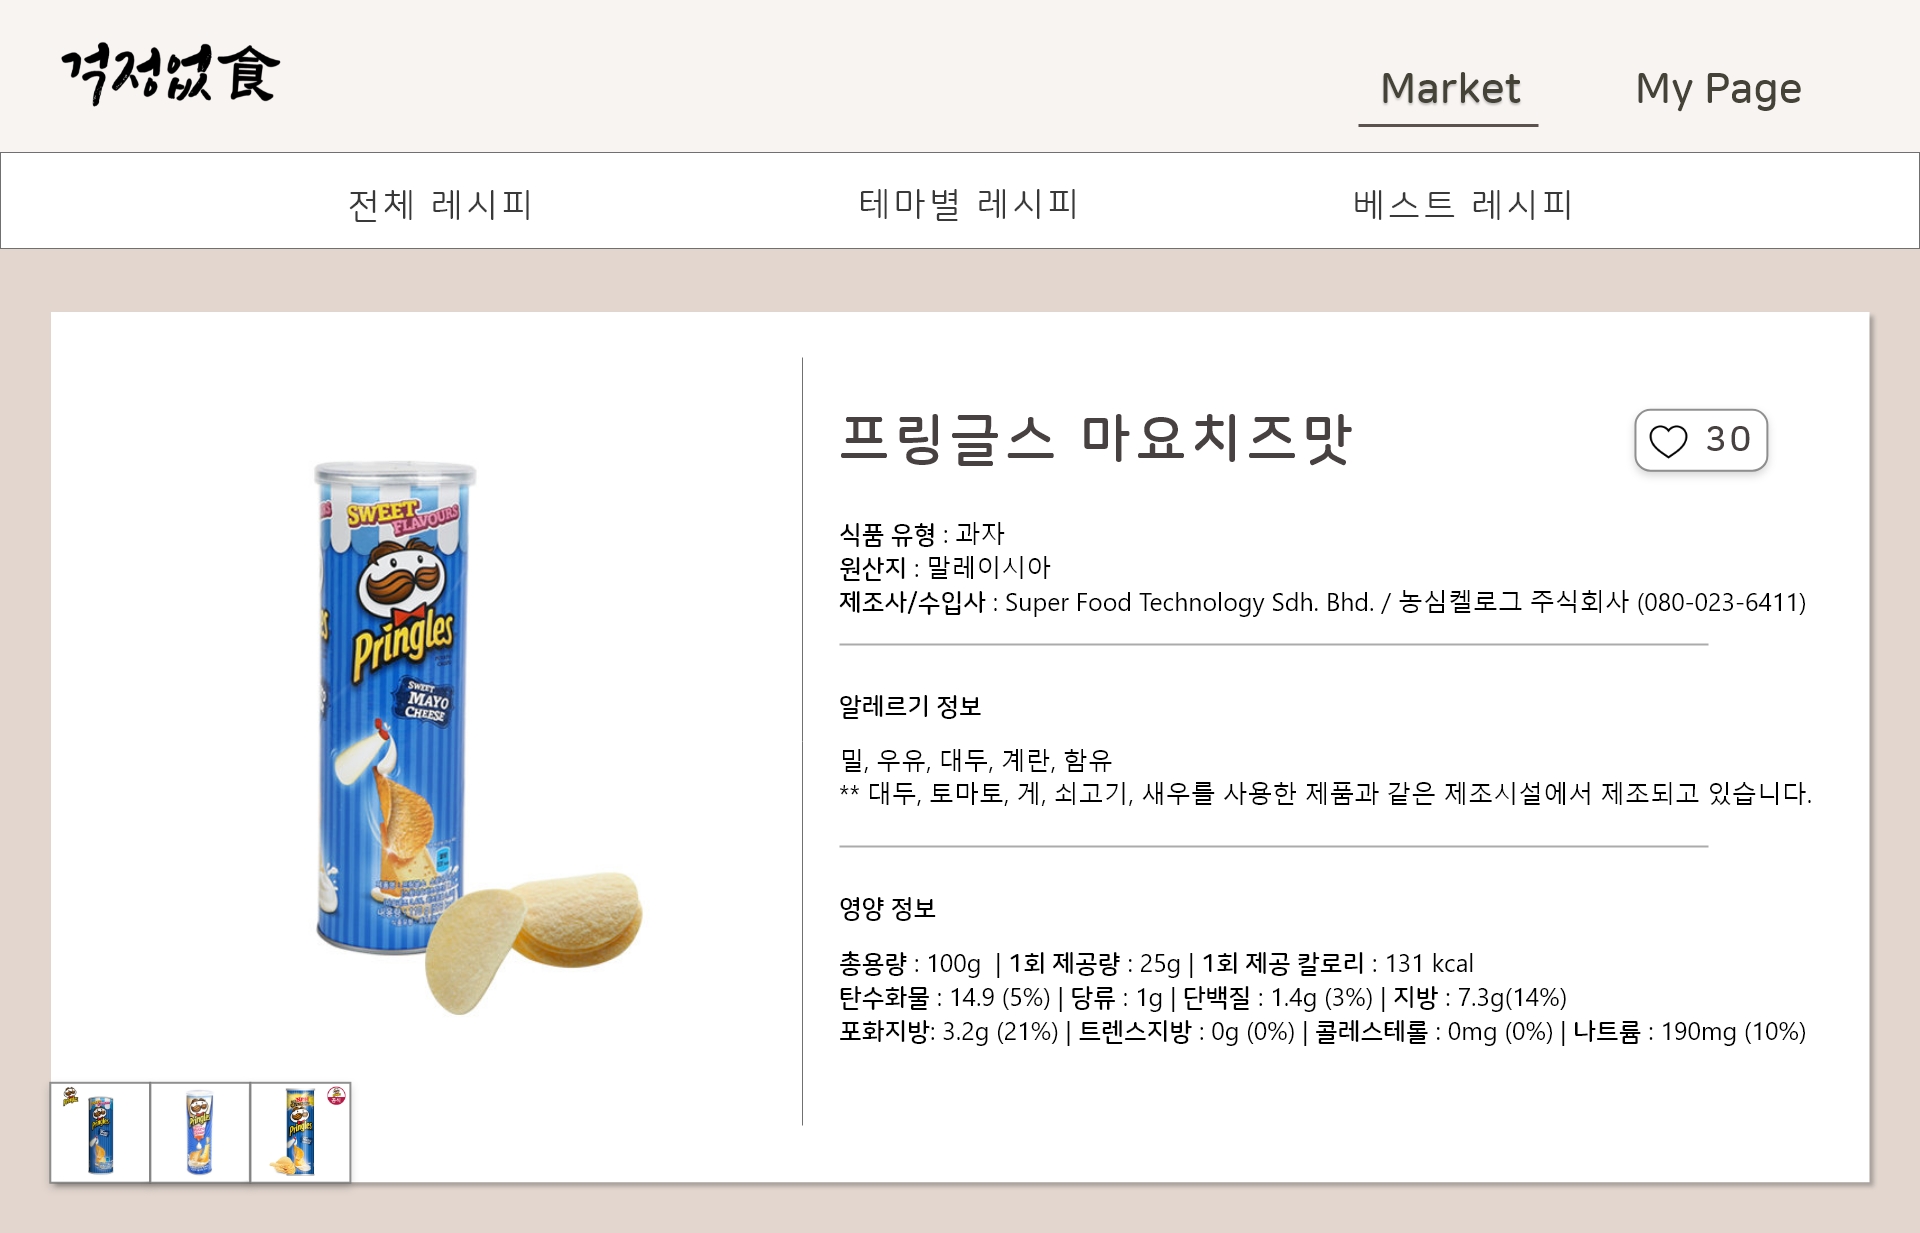 걱정없食
Market
My Page
전체 레시피
테마별 레시피
베스트 레시피
프링글스 마요치즈맛
30
식품 유형 : 과자
원산지 : 말레이시아
제조사/수입사 : Super Food Technology Sdh. Bhd. / 농심켈로그 주식회사 (080-023-6411)
알레르기 정보
밀, 우유, 대두, 계란, 함유
** 대두, 토마토, 게, 쇠고기, 새우를 사용한 제품과 같은 제조시설에서 제조되고 있습니다.
영양 정보
총용량 : 100g | 1회 제공량 : 25g | 1회 제공 칼로리 : 131 kcal
탄수화물 : 14.9 (5%) | 당류 : 1g | 단백질 : 1.4g (3%) | 지방 : 7.3g(14%)
포화지방: 3.2g (21%) | 트렌스지방 : 0g (0%) | 콜레스테롤 : 0mg (0%) | 나트륨 : 190mg (10%)
SWEET
FLAVOURS
Pringles
SWEET
MAYO
CHEESE
Pringles
Pringles
Pringles